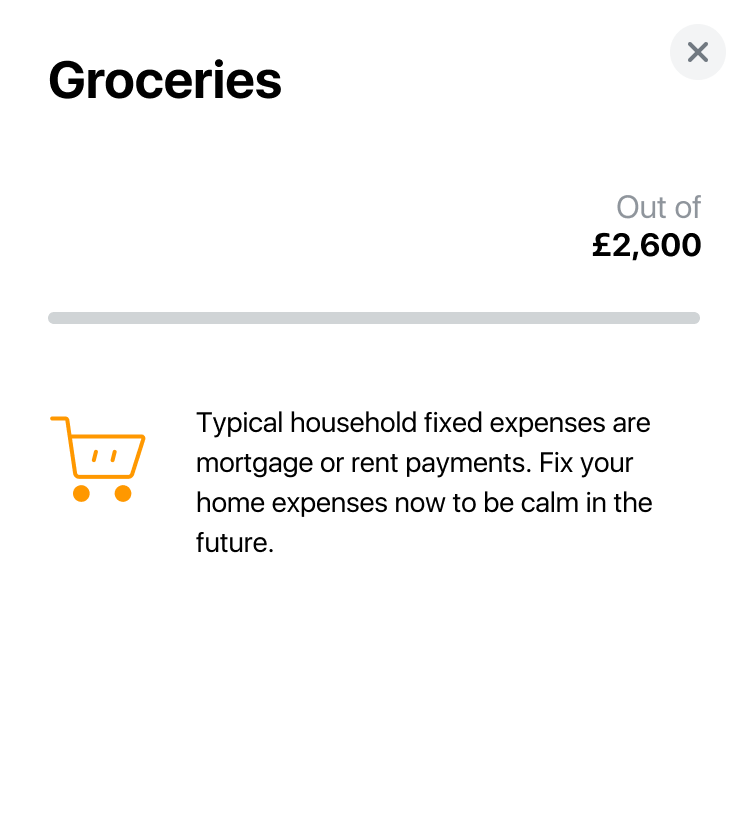 Groceries
Out of
£2,600
Typical household fixed expenses are
mortgage or rent payments. Fix your
home expenses now to be calm in the
future.